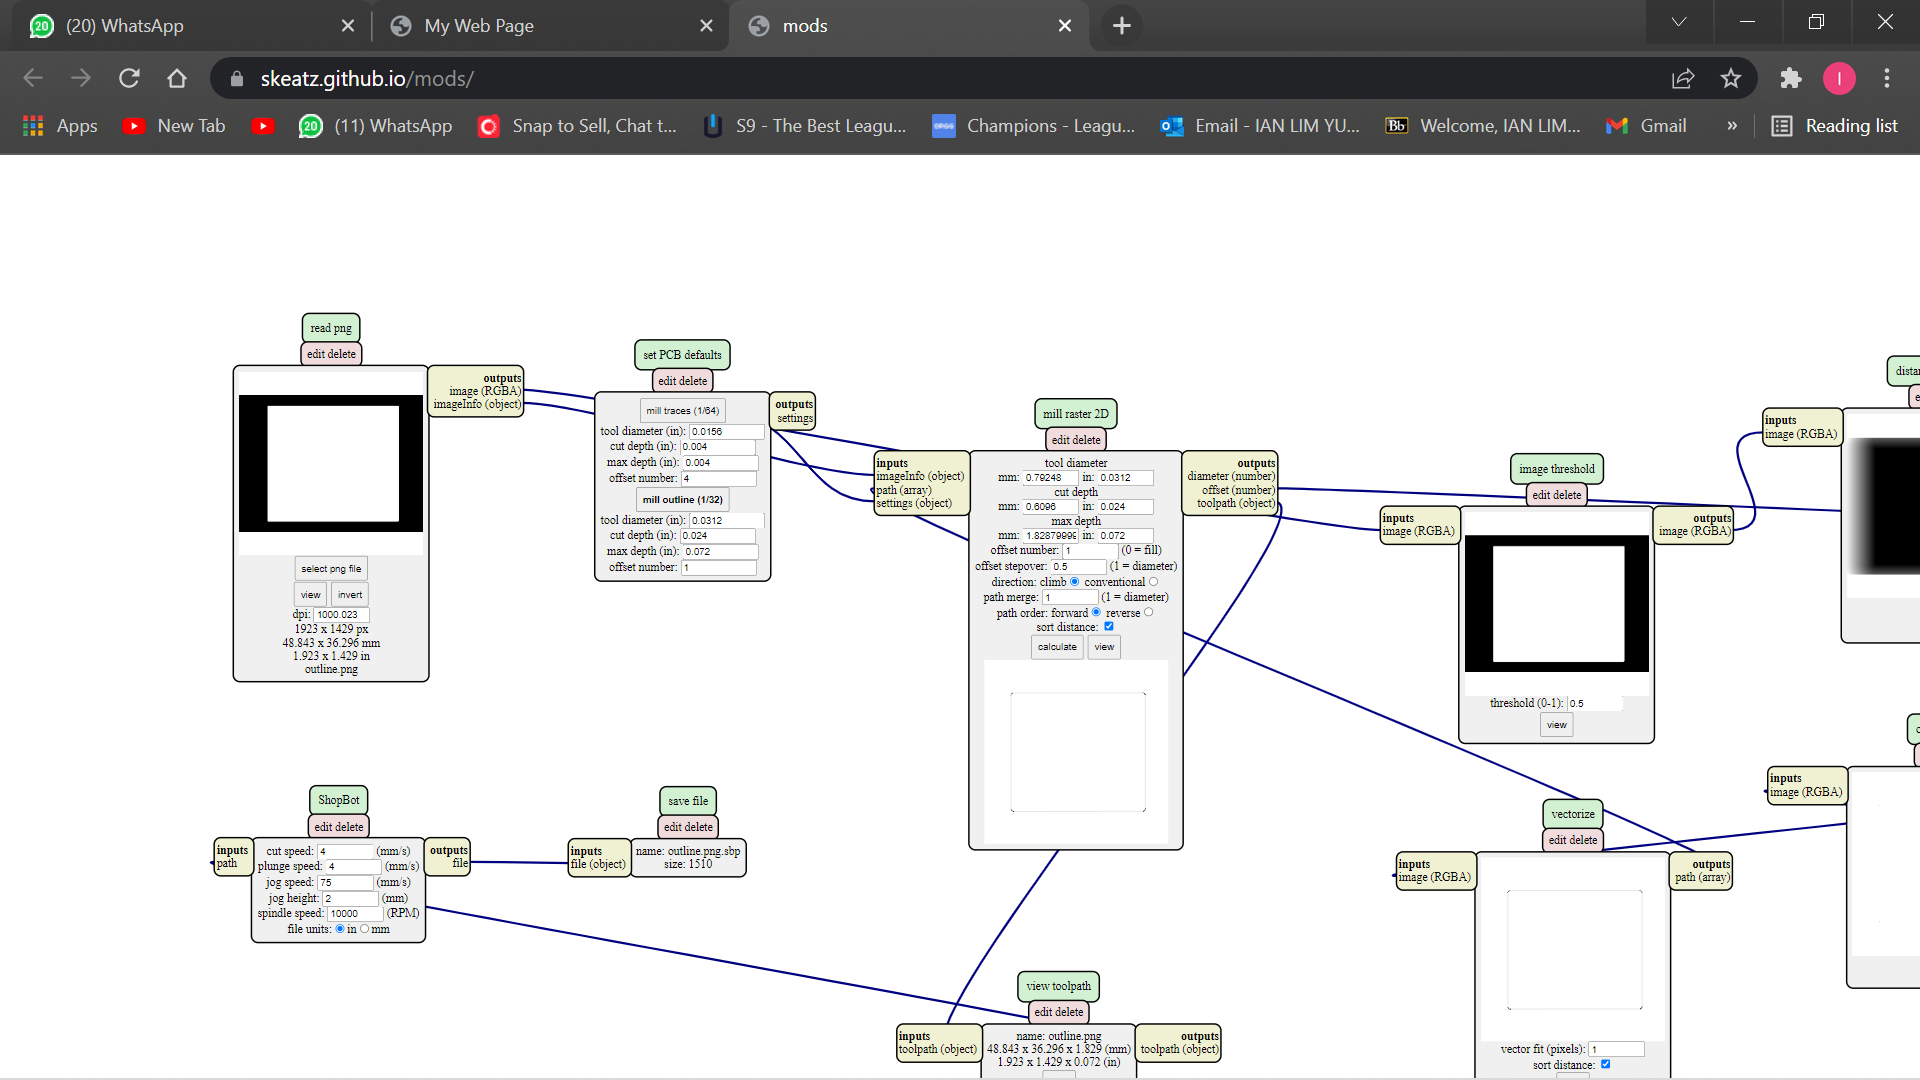 (20) WhatsApp
My Web Page
mods
skeatz.github.io/mods/
Apps
New Tab
(11) WhatsApp
Snap to Sell, Chat t...
S9 - The Best Leagu...
Champions - Leagu...
Email - IAN LIM YU...
Welcome, IAN LIM...
Gmail
»
Reading list
read png
edit delete
outputs
image (RGBA)
imageInfo (object)
select png file
view invert
dpi: 1000.023
1923 x 1429 px
48.843 x 36.296 mm
1.923 x 1.429 in
outline.png
set PCB defaults
edit delete
mill traces (1/64)
tool diameter (in): 0.0156
cut depth (in): 0.004
max depth (in): 0.004
offset number: 4
mill outline (1/32)
tool diameter (in): 0.0312
cut depth (in): 0.024
max depth (in): 0.072
offset number: 1
outputs
settings
mill raster 2D
edit delete
inputs
imageInfo (object)
path (array)
settings (object)
tool diameter
mm: 0.79248 in: 0.0312
cut depth
mm: 0.6096 in: 0.024
max depth
mm: 1.82879999 in: 0.072
offset number: 1 (0 = fill)
offset stepover: 0.5 (1 = diameter)
direction: climb conventional
path merge: 1 (1 = diameter)
path order: forward reverse
sort distance:
calculate view
outputs
diameter (number)
offset (number)
toolpath (object)
image threshold
edit delete
inputs
image (RGBA)
outputs
image (RGBA)
threshold (0-1): 0.5
view
inputs
image (RGBA)
ShopBot
edit delete
inputs
path
cut speed: 4 (mm/s)
plunge speed: 4 (mm/s)
jog speed: 75 (mm/s)
jog height: 2 (mm)
spindle speed: 10000 (RPM)
file units: in mm
outputs
file
save file
edit delete
inputs
file (object)
name: outline.png.sbp
size: 1510
view toolpath
edit delete
inputs
toolpath (object)
name: outline.png
48.843 x 36.296 x 1.829 (mm)
1.923 x 1.429 x 0.072 (in)
outputs
toolpath (object)
vectorize
edit delete
inputs
image (RGBA)
outputs
path (array)
vector fit (pixels): 1
sort distance:
inputs
image (RGBA)